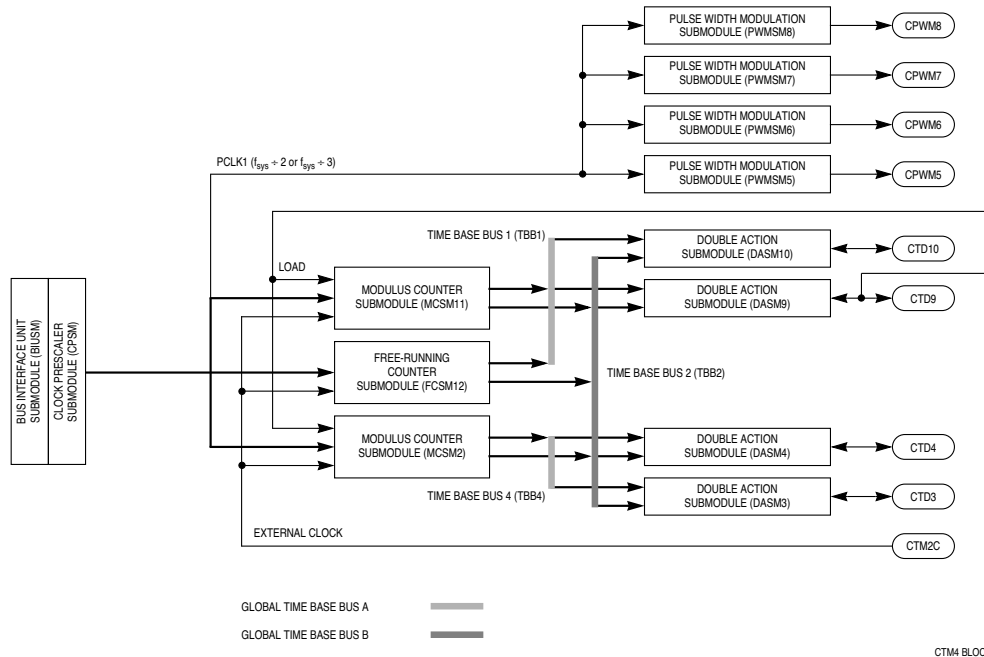 PULSE WIDTH MODULATION
SUBMODULE (PWMSM8)
CPWM8
PULSE WIDTH MODULATION
SUBMODULE (PWMSM7)
CPWM7
PULSE WIDTH MODULATION
SUBMODULE (PWMSM6)
CPWM6
PCLK1 (fsys ÷ 2 or fsys ÷ 3)
PULSE WIDTH MODULATION
SUBMODULE (PWMSM5)
CPWM5
TIME BASE BUS 1 (TBB1)
DOUBLE ACTION
SUBMODULE (DASM10)
CTD10
LOAD
MODULUS COUNTER
SUBMODULE (MCSM11)
DOUBLE ACTION
SUBMODULE (DASM9)
CTD9
BUS INTERFACE UNIT
SUBMODULE (BIUSM)
CLOCK PRESCALER
SUBMODULE (CPSM)
FREE-RUNNING
COUNTER
SUBMODULE (FCSM12)
TIME BASE BUS 2 (TBB2)
MODULUS COUNTER
SUBMODULE (MCSM2)
DOUBLE ACTION
SUBMODULE (DASM4)
CTD4
TIME BASE BUS 4 (TBB4)
DOUBLE ACTION
SUBMODULE (DASM3)
CTD3
EXTERNAL CLOCK
CTM2C
GLOBAL TIME BASE BUS A
GLOBAL TIME BASE BUS B
CTM4 BLOC